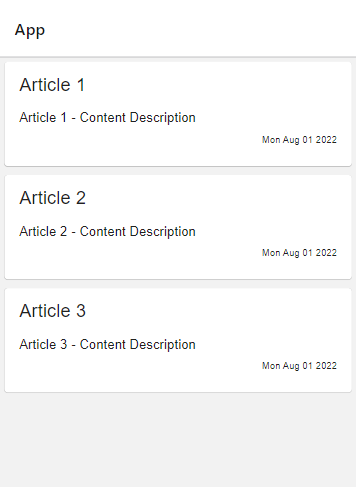 App
Article 1
Article 1 - Content Description
Mon Aug 01 2022
Article 2
Article 2 - Content Description
Mon Aug 01 2022
Article 3
Article 3 - Content Description
Mon Aug 01 2022